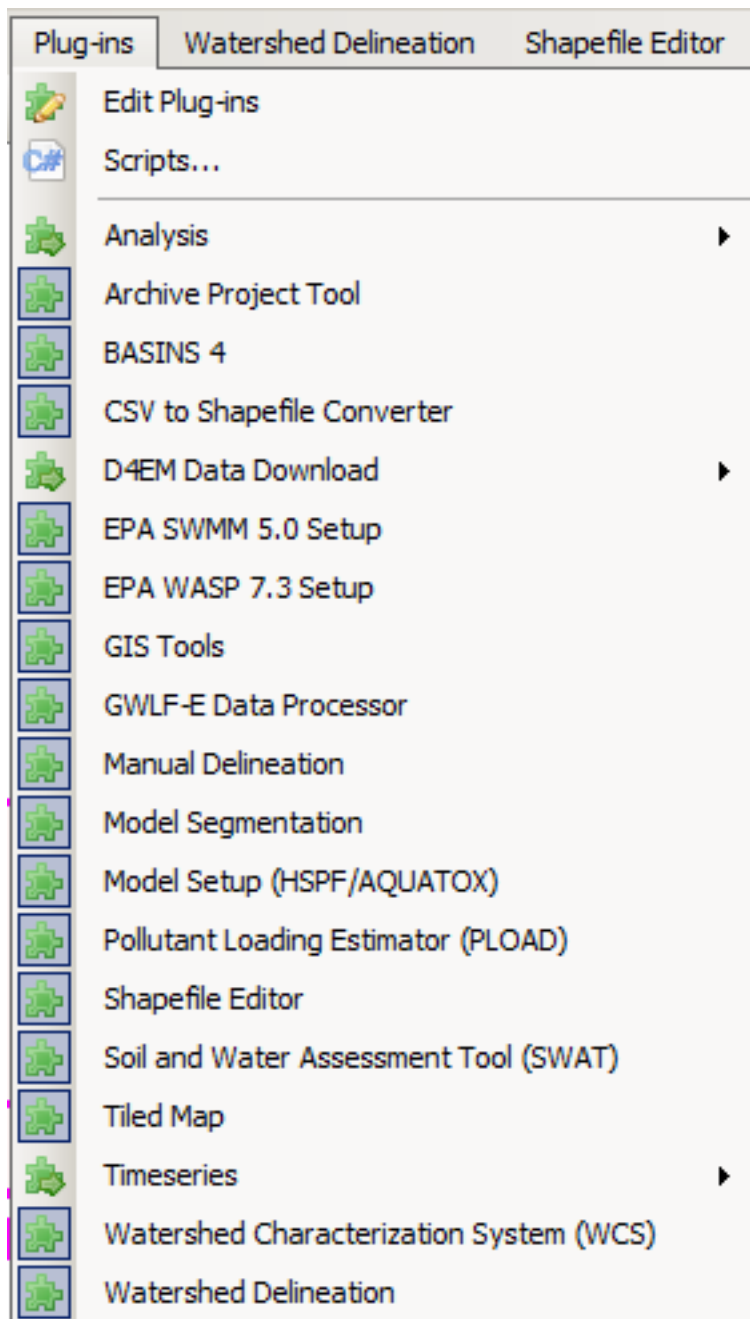 Plug-ins Watershed Delineation Shapefile Editor
Edit Plug-ins
C# Scripts...
Analysis
Archive Project Tool
BASINS 4
CSV to Shapefile Converter
D4EM Data Download
EPA SWMM 5.0 Setup
EPA WASP 7.3 Setup
GIS Tools
GWLF-E Data Processor
Manual Delineation
Model Segmentation
Model Setup (HSPF/AQUATOX)
Pollutant Loading Estimator (PLOAD)
Shapefile Editor
Soil and Water Assessment Tool (SWAT)
Tiled Map
Timeseries
Watershed Characterization System (WCS)
Watershed Delineation